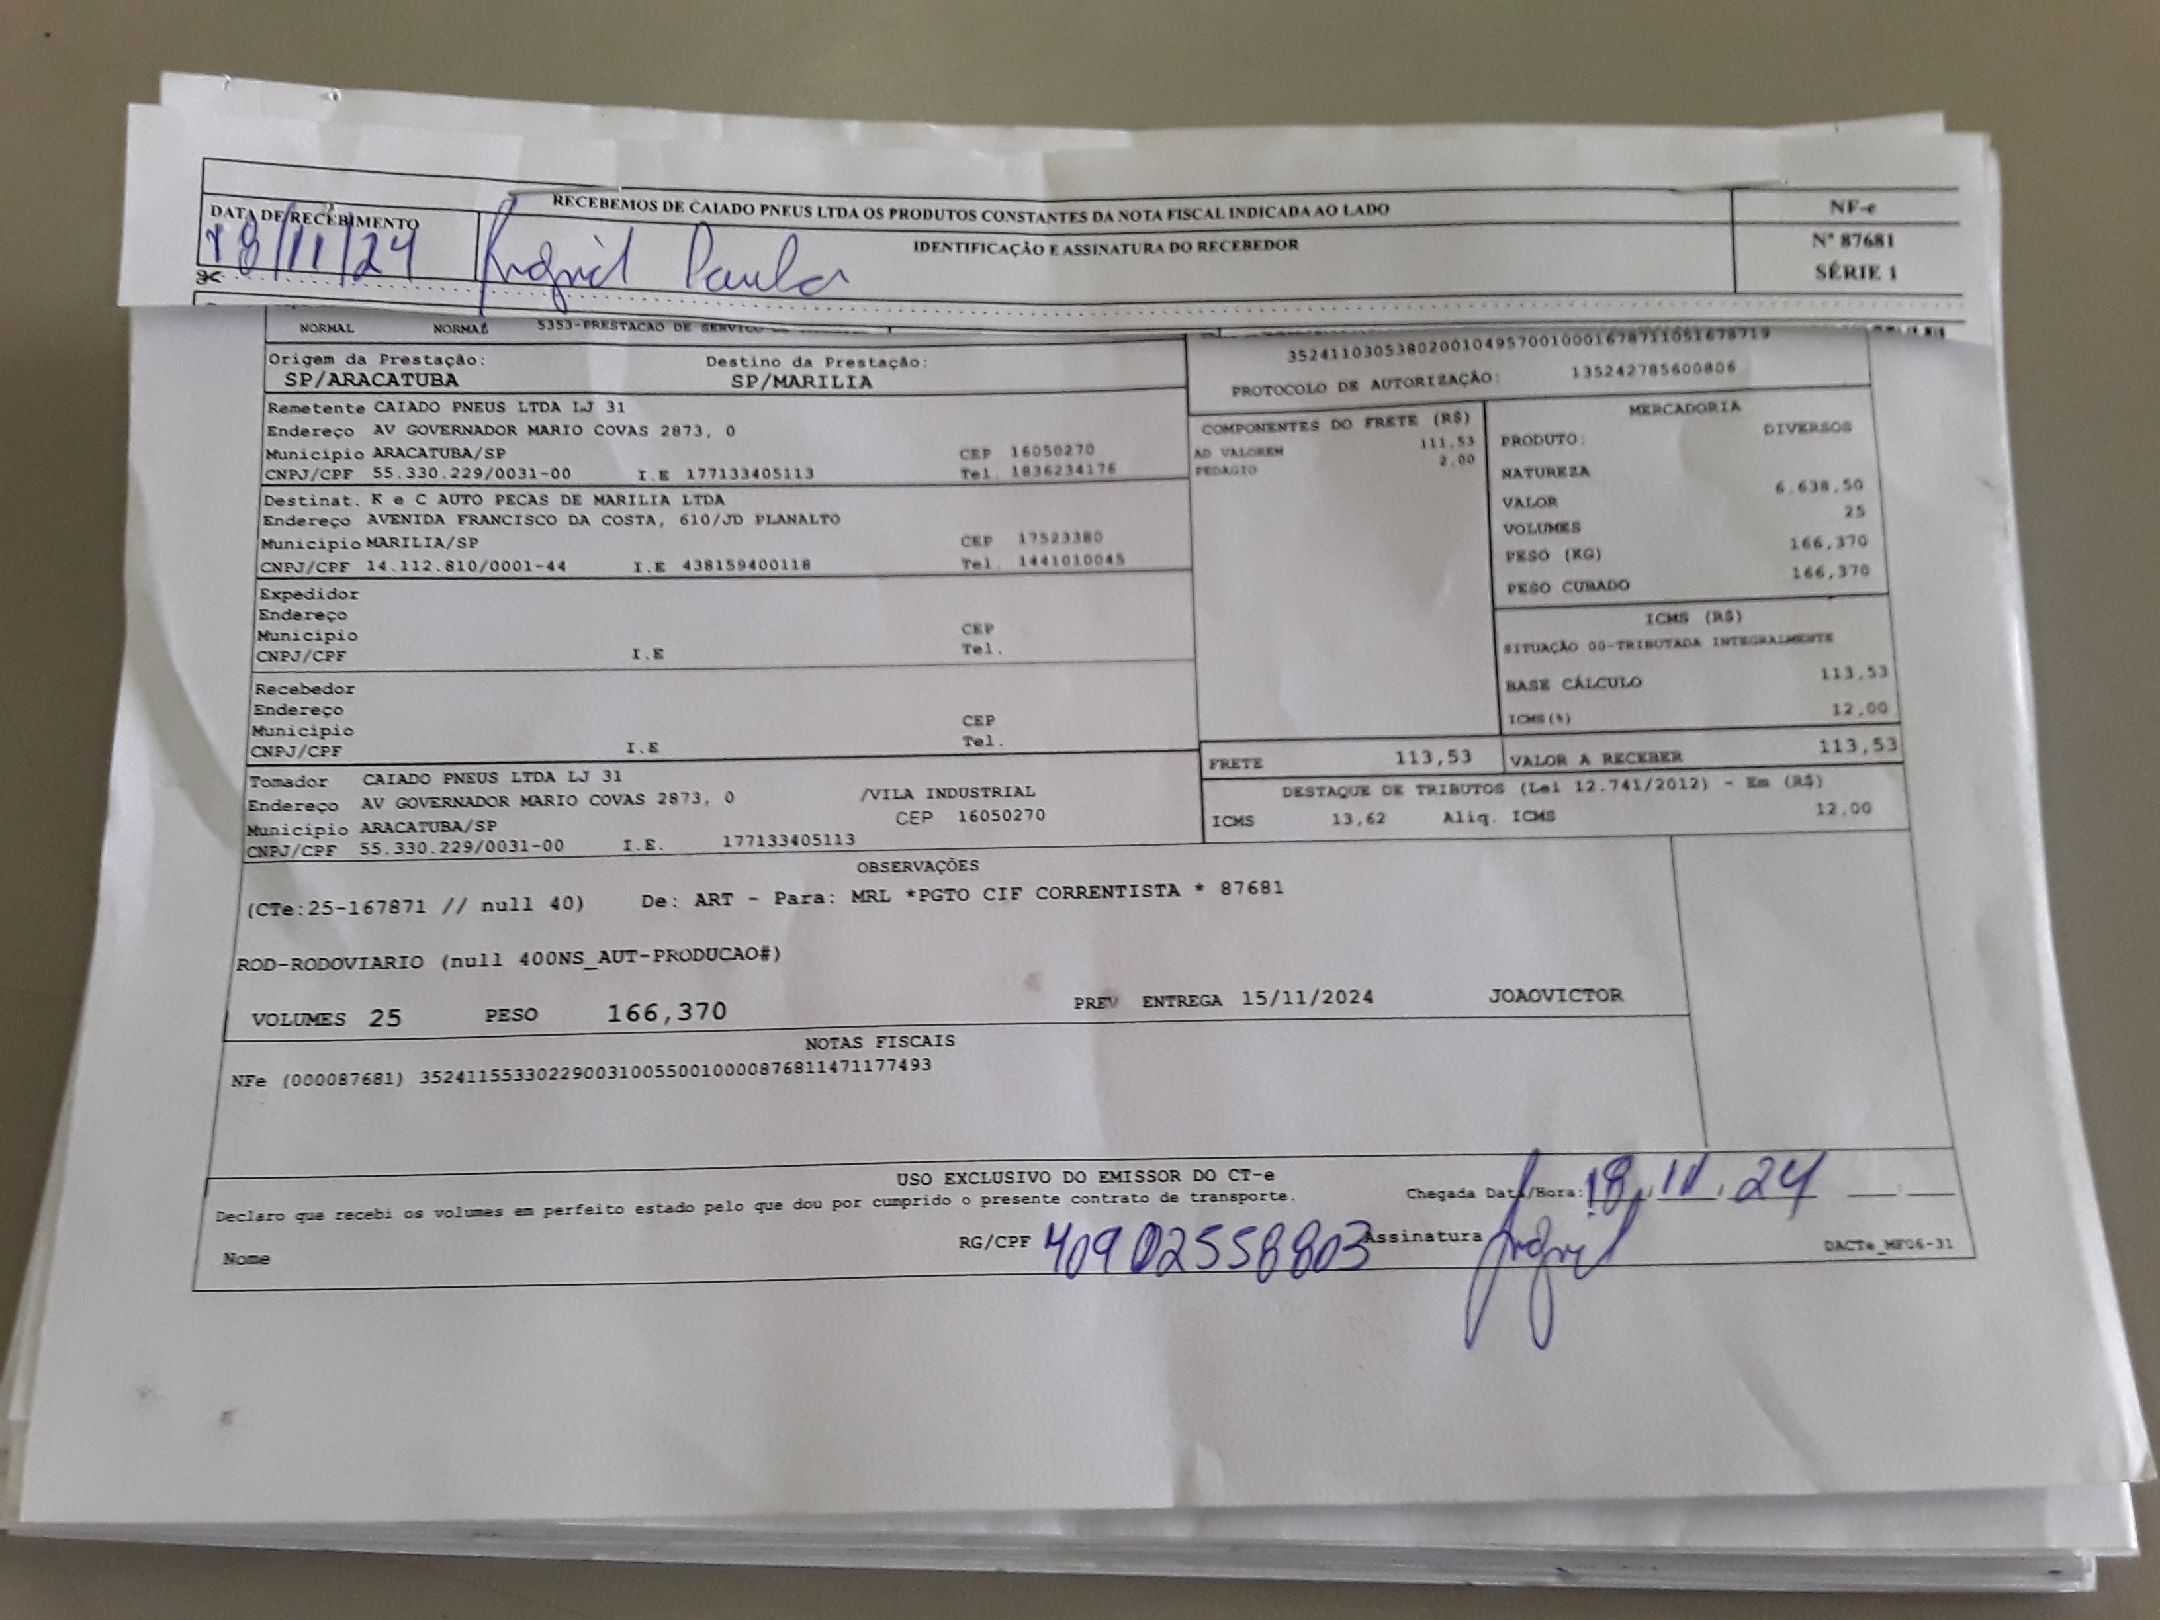 RECEBEMOS DE CAIADO PNEUS LTDA OS PRODUTOS CONSTANTES DA NOTA FISCAL INDICADA AO LADO
NF-e
DATA DE RECEBIMENTO
IDENTIFICAÇÃO E ASSINATURA DO RECEBEDOR
Nº 87681
18/11/24
Paula
SÉRIE 1
NORMAL NORMAL 5353-PRESTACAO DE SERVICO
Origem da Prestação: Destino da Prestação:
SP/ARACATUBA SP/MARILIA
35241103053802001049570010001678711051678719
PROTOCOLO DE AUTORIZAÇÃO: 135242785600806
Remetente CAIADO PNEUS LTDA LJ 31
Endereço AV GOVERNADOR MARIO COVAS 2873, 0
Município ARACATUBA/SP CEP 16050270
CNPJ/CPF 55.330.229/0031-00 I.E 177133405113 Tel. 1836234176
Destinat. K e C AUTO PECAS DE MARILIA LTDA
Endereço AVENIDA FRANCISCO DA COSTA, 610/JD PLANALTO
Município MARILIA/SP CEP 17523380
CNPJ/CPF 14.112.810/0001-44 I.E 438159400118 Tel. 1441010045
Expedidor
Endereço
Município CEP
CNPJ/CPF I.E Tel.
Recebedor
Endereço
Município CEP
CNPJ/CPF I.E Tel.
Tomador CAIADO PNEUS LTDA LJ 31
Endereço AV GOVERNADOR MARIO COVAS 2873, 0 /VILA INDUSTRIAL
Município ARACATUBA/SP CEP 16050270
CNPJ/CPF 55.330.229/0031-00 I.E. 177133405113
COMPONENTES DO FRETE (R$)
AD VALOREM 111,53
PEDAGIO 2,00
MERCADORIA
PRODUTO: DIVERSOS
NATUREZA
VALOR 6.638,50
VOLUMES 25
PESO (KG) 166,370
PESO CUBADO 166,370
ICMS (R$)
SITUAÇÃO 00-TRIBUTADA INTEGRALMENTE
BASE CÁLCULO 113,53
ICMS(%) 12,00
FRETE 113,53 VALOR A RECEBER 113,53
DESTAQUE DE TRIBUTOS (Lei 12.741/2012) - Em (R$)
ICMS 13,62 Aliq. ICMS 12,00
OBSERVAÇÕES
(CTe:25-167871 // null 40) De: ART - Para: MRL *PGTO CIF CORRENTISTA * 87681
ROD-RODOVIARIO (null 400NS_AUT-PRODUCAO#)
VOLUMES 25 PESO 166,370 PREV ENTREGA 15/11/2024 JOAOVICTOR
NOTAS FISCAIS
NFe (000087681) 35241155330229003100550010000876811471177493
USO EXCLUSIVO DO EMISSOR DO CT-e
Declaro que recebi os volumes em perfeito estado pelo que dou por cumprido o presente contrato de transporte.
Chegada Data/Hora: 18,11,24 ___:___
Nome RG/CPF 40902558803 Assinatura
DACTe_MF06-31